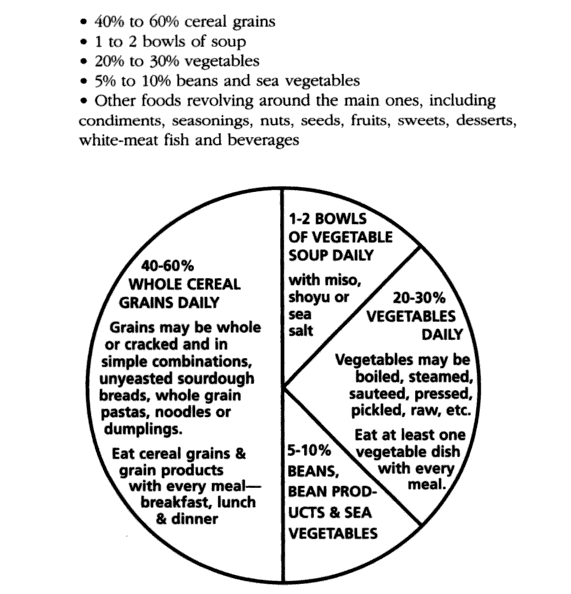 • 40% to 60% cereal grains
• 1 to 2 bowls of soup
• 20% to 30% vegetables
• 5% to 10% beans and sea vegetables
• Other foods revolving around the main ones, including
condiments, seasonings, nuts, seeds, fruits, sweets, desserts,
white-meat fish and beverages
40-60%
WHOLE CEREAL
GRAINS DAILY
Grains may be whole
or cracked and in
simple combinations,
unyeasted sourdough
breads, whole grain
pastas, noodles or
dumplings.
Eat cereal grains &
grain products
with every meal—
breakfast, lunch
& dinner
1-2 BOWLS
OF VEGETABLE
SOUP DAILY
with miso,
shoyu or
sea
salt
20-30%
VEGETABLES
DAILY
Vegetables may be
boiled, steamed,
sauteed, pressed,
pickled, raw, etc.
Eat at least one
vegetable dish
with every
meal.
5-10%
BEANS,
BEAN PROD-
UCTS & SEA
VEGETABLES